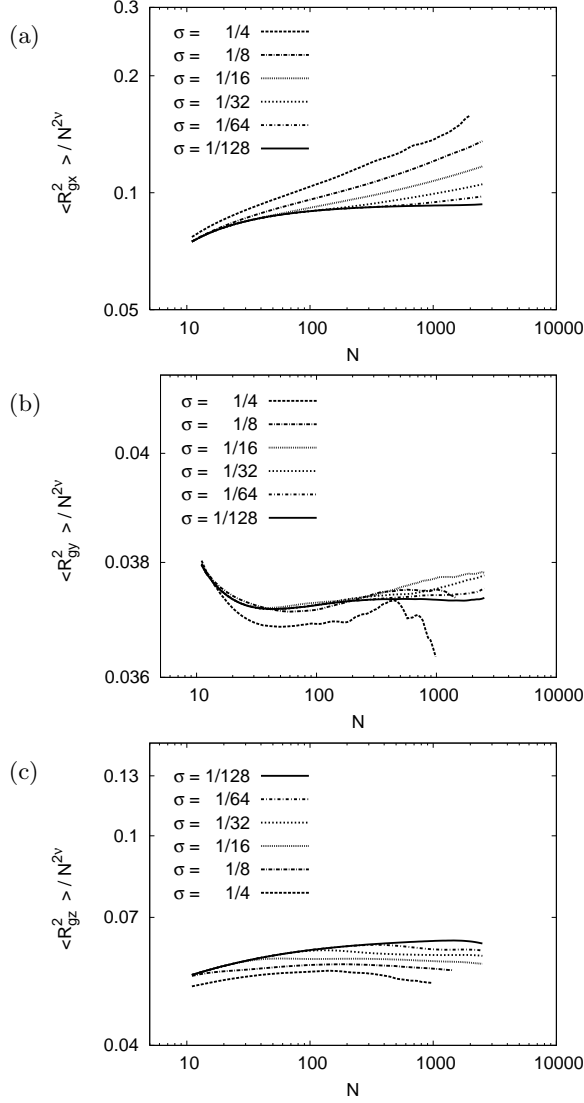 (a)
0.3
0.2
0.1
0.05
<R²gx > / N²ν
σ = 1/4
σ = 1/8
σ = 1/16
σ = 1/32
σ = 1/64
σ = 1/128
10 100 1000 10000
N
(b)
0.04
0.038
0.036
<R²gy > / N²ν
σ = 1/4
σ = 1/8
σ = 1/16
σ = 1/32
σ = 1/64
σ = 1/128
10 100 1000 10000
N
(c)
0.13
0.1
0.07
0.04
<R²gz > / N²ν
σ = 1/128
σ = 1/64
σ = 1/32
σ = 1/16
σ = 1/8
σ = 1/4
10 100 1000 10000
N